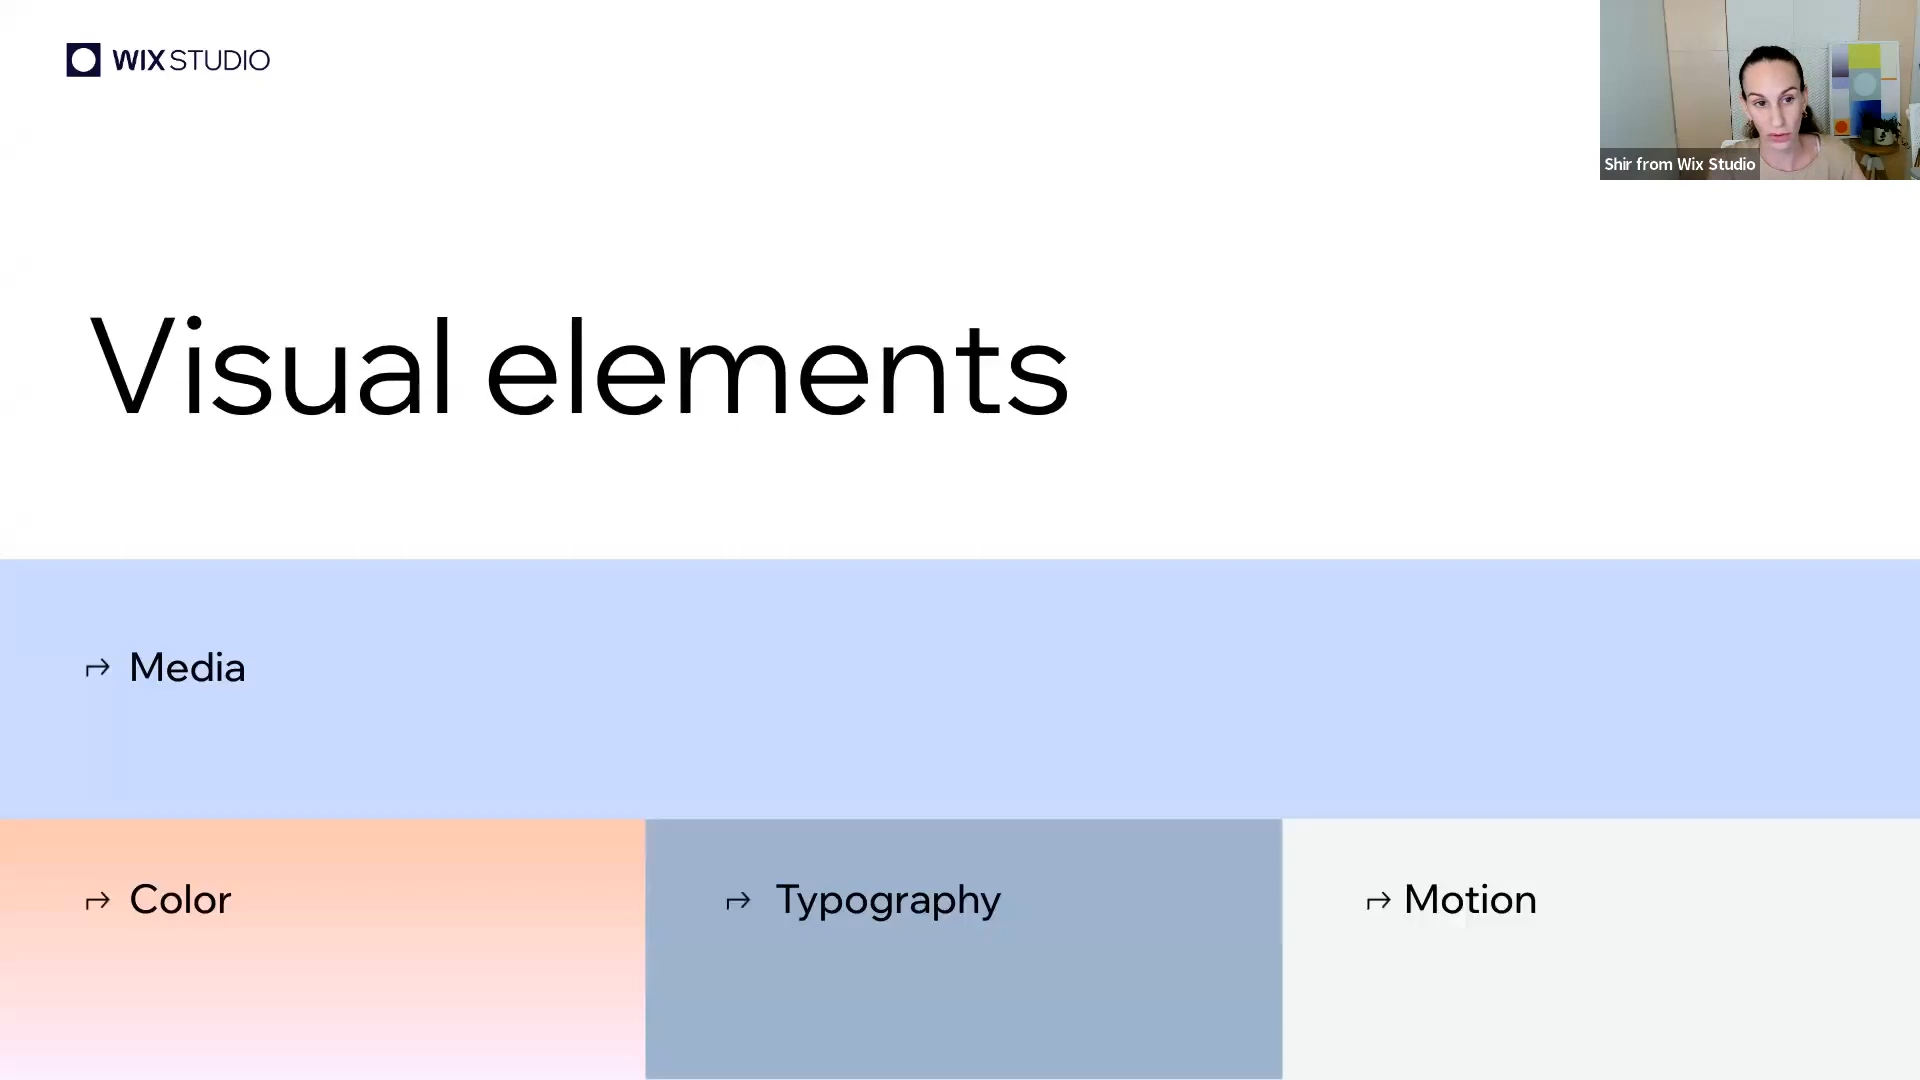 WIX STUDIO
Shir from Wix Studio
Visual elements
Media
Color
Typography
Motion